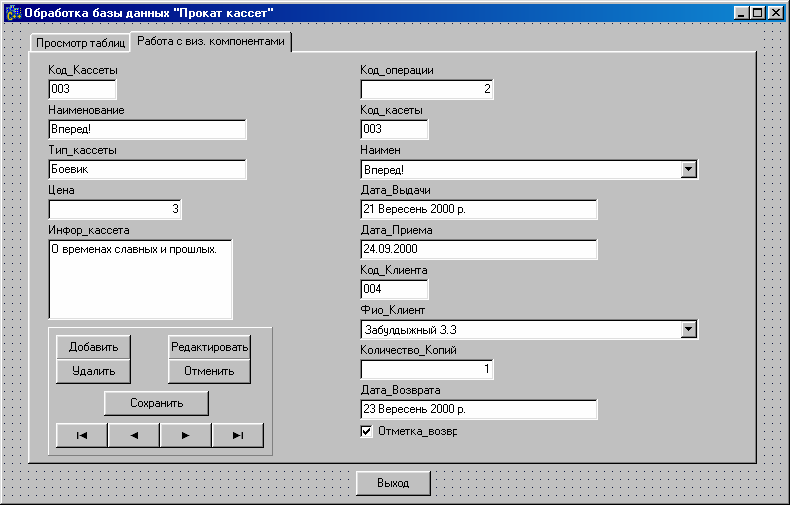 Обработка базы данных "Прокат кассет"
Просмотр таблиц
Работа с виз. компонентами
Код_Кассеты
003
Наименование
Вперед!
Тип_кассеты
Боевик
Цена
3
Инфор_кассета
О временах славных и прошлых.
Добавить
Редактировать
Удалить
Отменить
Сохранить
Код_операции
2
Код_касеты
003
Наимен
Вперед!
Дата_Выдачи
21 Вересень 2000 р.
Дата_Приема
24.09.2000
Код_Клиента
004
Фио_Клиент
Забулдыжный З.З
Количество_Копий
1
Дата_Возврата
23 Вересень 2000 р.
Отметка_возвр
Выход